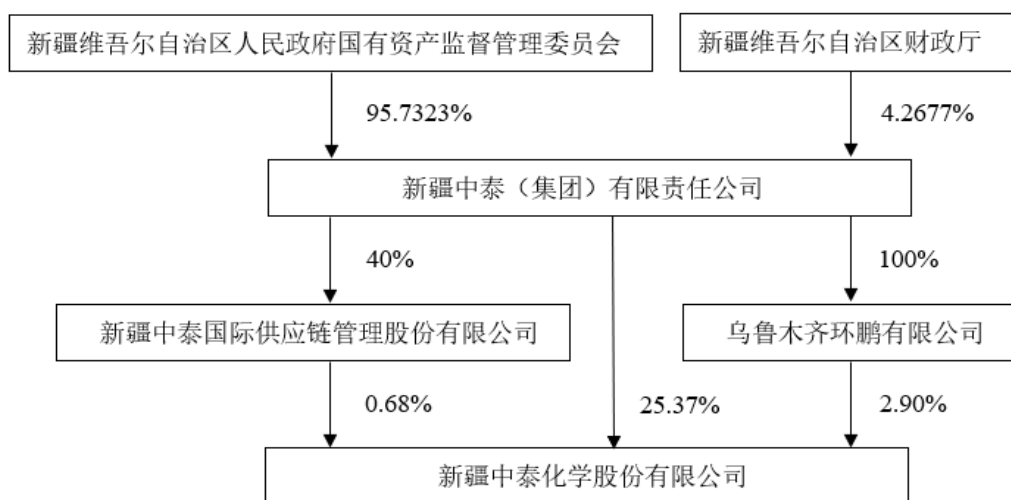 新疆维吾尔自治区人民政府国有资产监督管理委员会
新疆维吾尔自治区财政厅
95.7323%
4.2677%
新疆中泰（集团）有限责任公司
40%
100%
新疆中泰国际供应链管理股份有限公司
乌鲁木齐环鹏有限公司
0.68%
25.37%
2.90%
新疆中泰化学股份有限公司